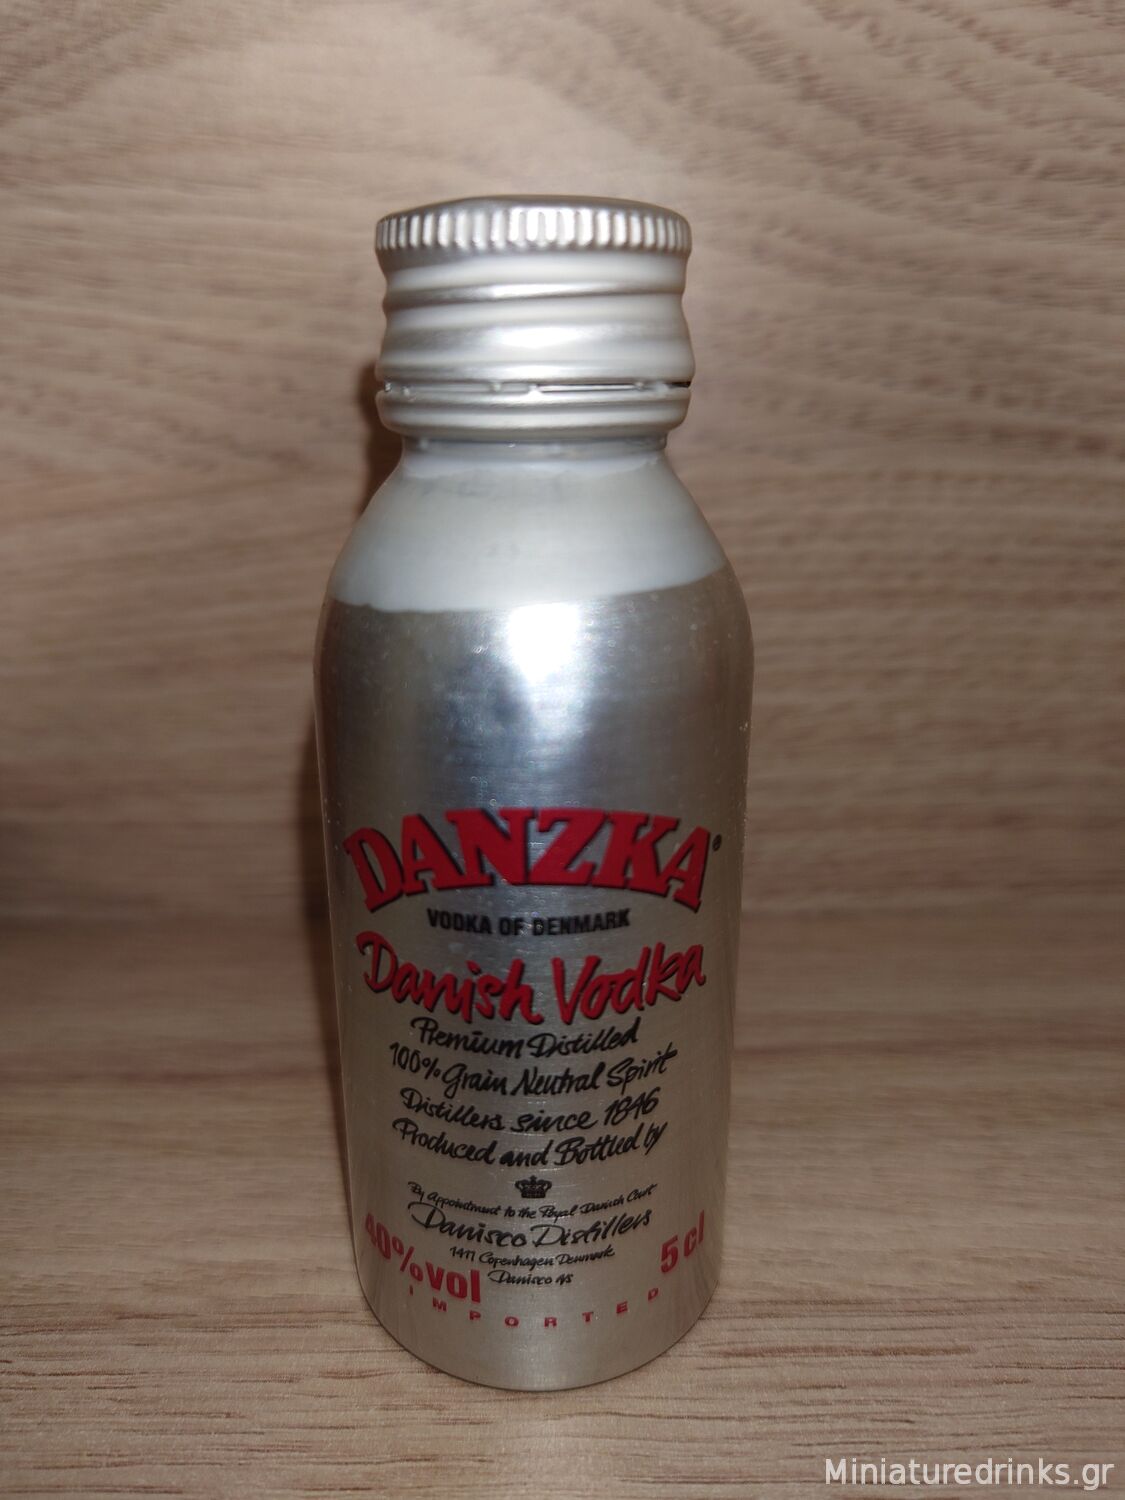 DANZKA®
VODKA OF DENMARK
Danish Vodka
Premium Distilled
100% Grain Neutral Spirit
Distillers since 1846
Produced and Bottled by
By Appointment to the Royal Danish Court
Danisco Distillers
1411 Copenhagen Denmark
Danisco A/S
40%vol
5 cl
IMPORTED
Miniaturedrinks.gr